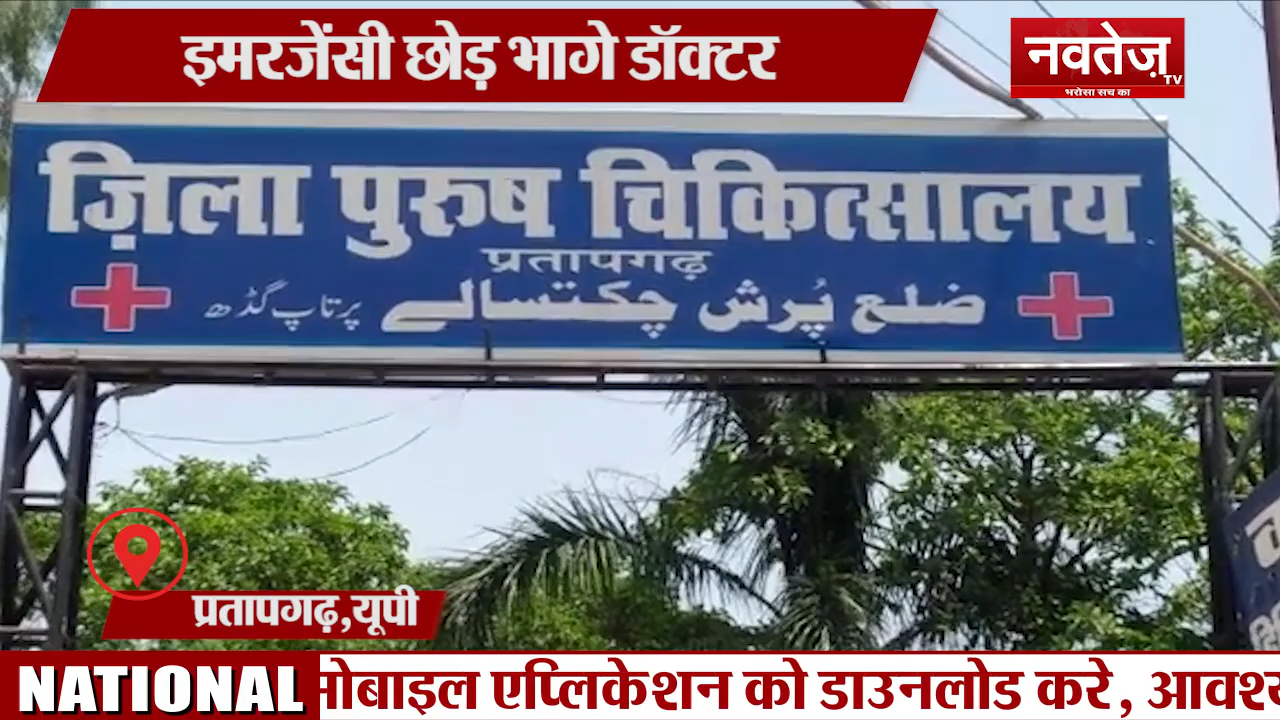 इमरजेंसी छोड़ भागे डॉक्टर
नवतेज़
TV
भरोसा सच का
ज़िला पुरुष चिकित्सालय
प्रतापगढ़
ضلع پُرش چکتسالے پرتاپ گڈھ
प्रतापगढ़,यूपी
NATIONAL
मोबाइल एप्लिकेशन को डाउनलोड करे, आवश्य